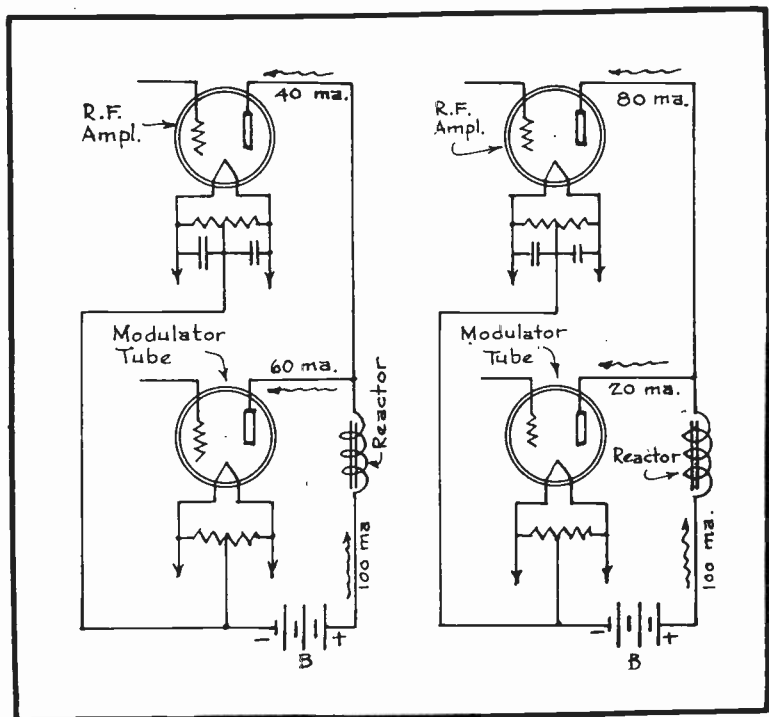 R.F.
Ampl.
40 ma.
Modulator
Tube
60 ma.
Reactor
100 ma
-
+
B
R.F.
Ampl.
80 ma.
Modulator
Tube
20 ma.
Reactor
100 ma.
-
+
B